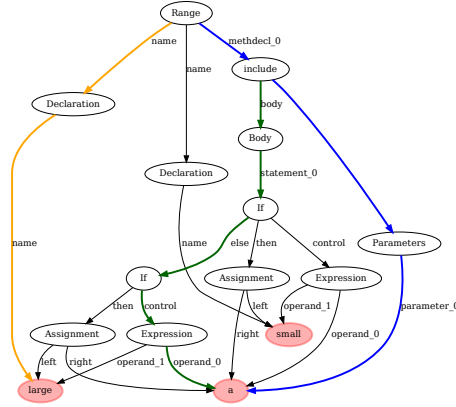 Range
name
methdecl_0
name
include
Declaration
body
Body
statement_0
Declaration
If
name
name
else
then
control
Parameters
If
Assignment
Expression
then
control
left
operand_1
parameter_0
Assignment
Expression
right
small
operand_0
left
right
operand_1
operand_0
large
a